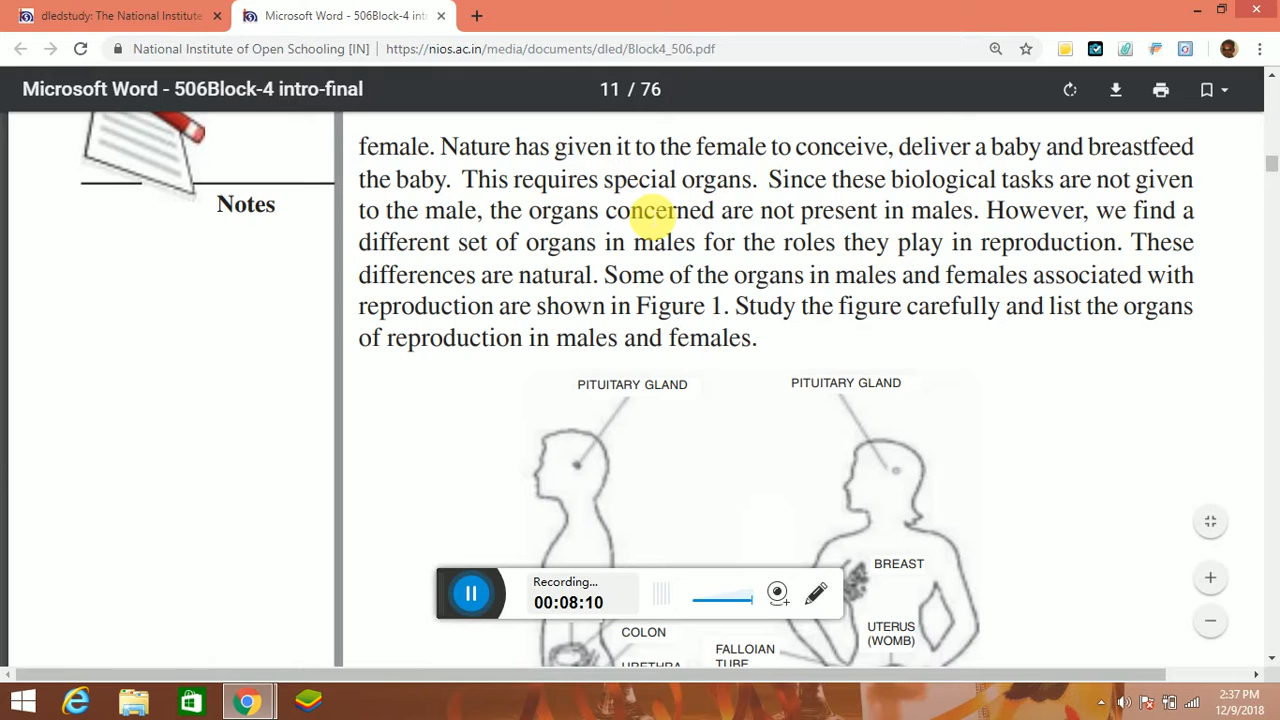 dledstudy: The National Institute
Microsoft Word - 506Block-4 intr
National Institute of Open Schooling [IN] | https://nios.ac.in/media/documents/dled/Block4_506.pdf
Microsoft Word - 506Block-4 intro-final
11 / 76
Notes
female. Nature has given it to the female to conceive, deliver a baby and breastfeed
the baby. This requires special organs. Since these biological tasks are not given
to the male, the organs concerned are not present in males. However, we find a
different set of organs in males for the roles they play in reproduction. These
differences are natural. Some of the organs in males and females associated with
reproduction are shown in Figure 1. Study the figure carefully and list the organs
of reproduction in males and females.
PITUITARY GLAND
PITUITARY GLAND
BREAST
Recording...
00:08:10
COLON
URETHRA
UTERUS
(WOMB)
FALLOIAN
TUBE
2:37 PM
12/9/2018